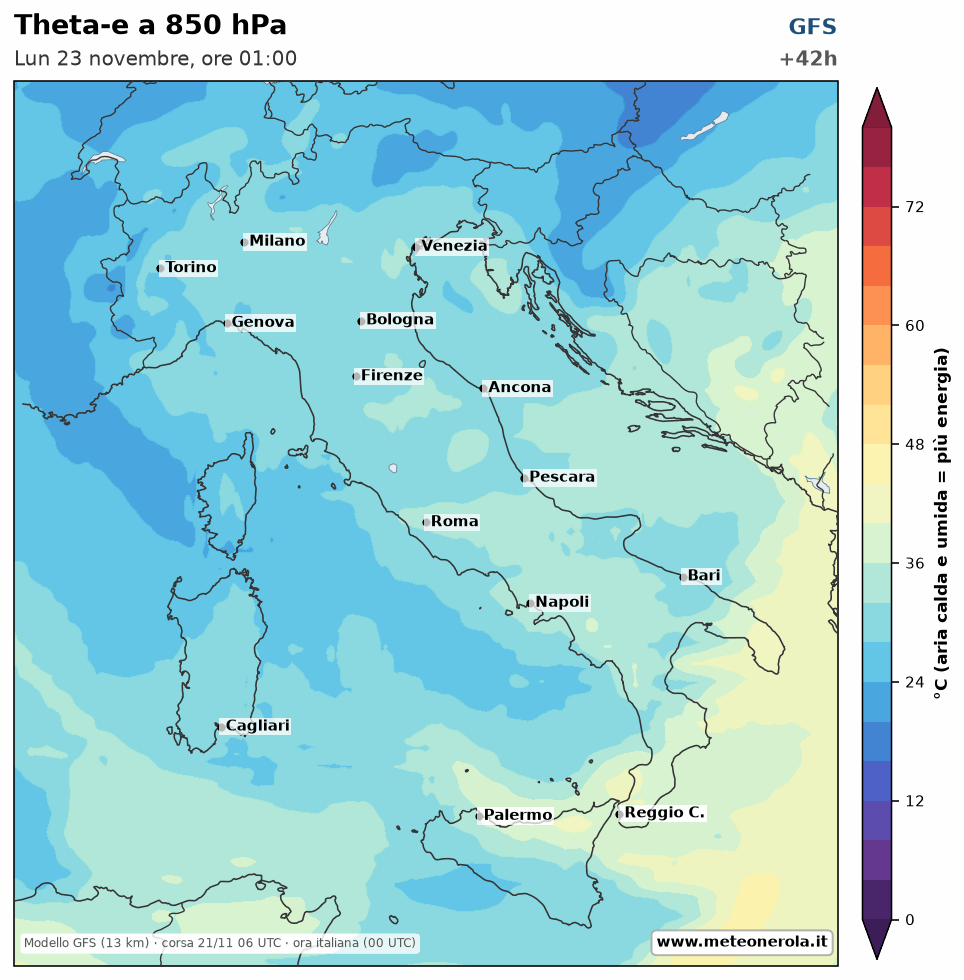 Theta-e a 850 hPa
GFS
Lun 23 novembre, ore 01:00
+42h
Milano
Venezia
Torino
Genova
Bologna
Firenze
Ancona
Pescara
Roma
Bari
Napoli
Cagliari
Palermo
Reggio C.
72
60
48
36
24
12
0
°C (aria calda e umida = più energia)
Modello GFS (13 km) · corsa 21/11 06 UTC · ora italiana (00 UTC)
www.meteonerola.it